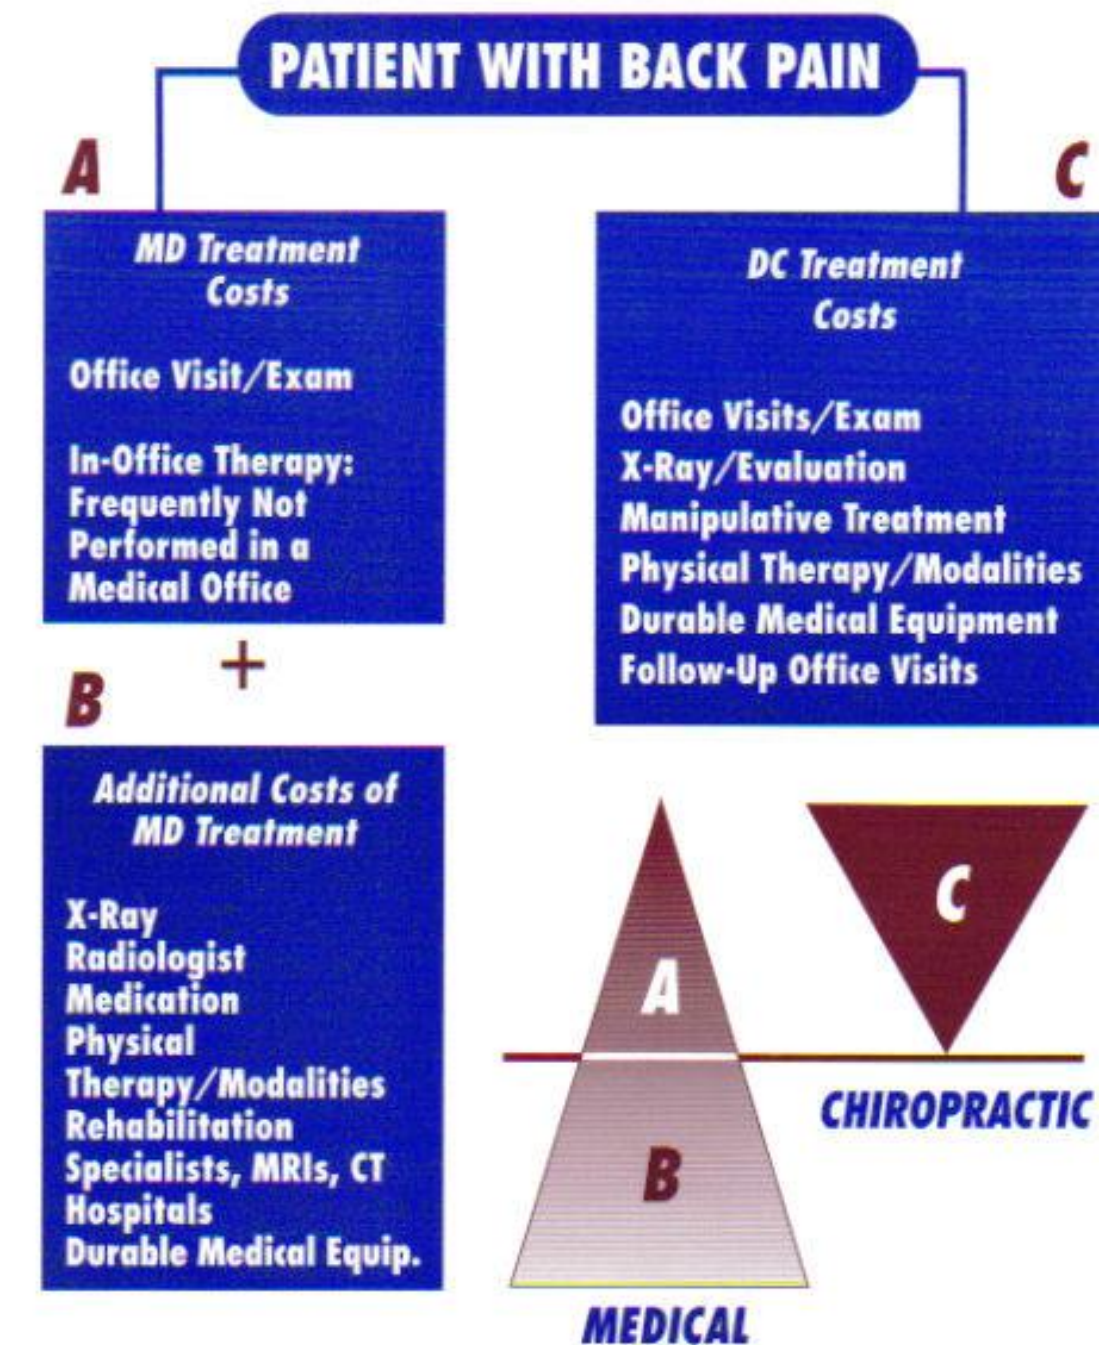 PATIENT WITH BACK PAIN
A
MD Treatment
Costs
Office Visit/Exam
In-Office Therapy:
Frequently Not
Performed in a
Medical Office
+
B
Additional Costs of
MD Treatment
X-Ray
Radiologist
Medication
Physical
Therapy/Modalities
Rehabilitation
Specialists, MRIs, CT
Hospitals
Durable Medical Equip.
C
DC Treatment
Costs
Office Visits/Exam
X-Ray/Evaluation
Manipulative Treatment
Physical Therapy/Modalities
Durable Medical Equipment
Follow-Up Office Visits
A
B
MEDICAL
C
CHIROPRACTIC